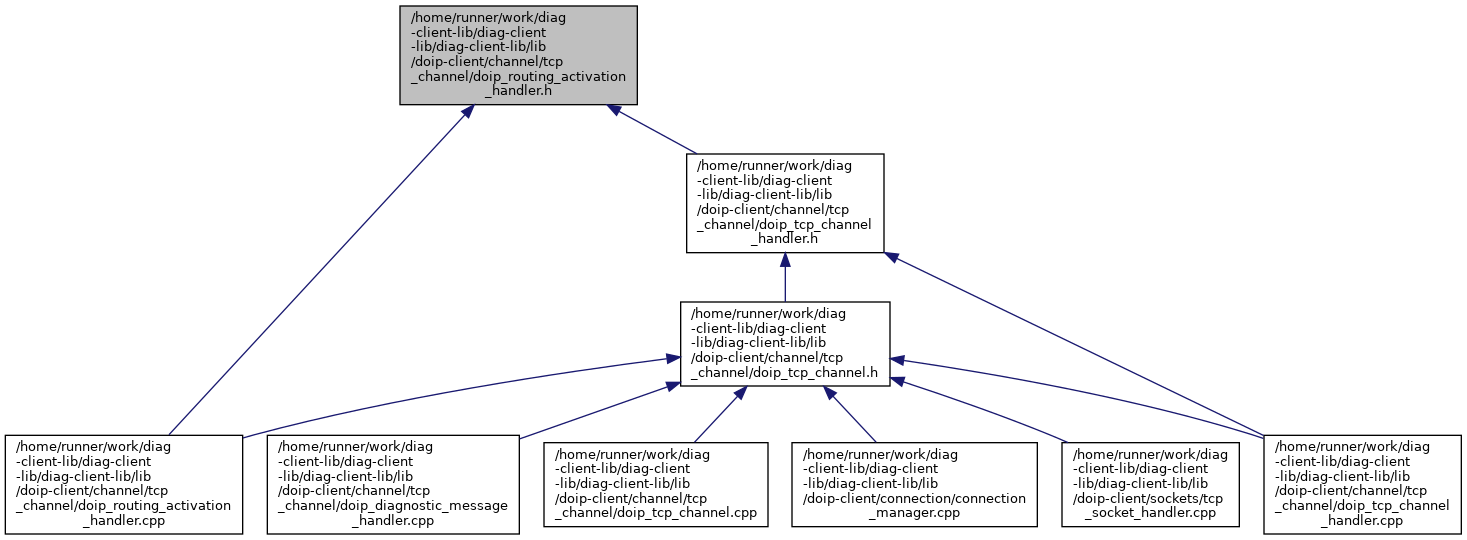 /home/runner/work/diag
-client-lib/diag-client
-lib/diag-client-lib/lib
/doip-client/channel/tcp
_channel/doip_routing_activation
_handler.h
/home/runner/work/diag
-client-lib/diag-client
-lib/diag-client-lib/lib
/doip-client/channel/tcp
_channel/doip_tcp_channel
_handler.h
/home/runner/work/diag
-client-lib/diag-client
-lib/diag-client-lib/lib
/doip-client/channel/tcp
_channel/doip_tcp_channel.h
/home/runner/work/diag
-client-lib/diag-client
-lib/diag-client-lib/lib
/doip-client/channel/tcp
_channel/doip_routing_activation
_handler.cpp
/home/runner/work/diag
-client-lib/diag-client
-lib/diag-client-lib/lib
/doip-client/channel/tcp
_channel/doip_diagnostic_message
_handler.cpp
/home/runner/work/diag
-client-lib/diag-client
-lib/diag-client-lib/lib
/doip-client/channel/tcp
_channel/doip_tcp_channel.cpp
/home/runner/work/diag
-client-lib/diag-client
-lib/diag-client-lib/lib
/doip-client/connection/connection
_manager.cpp
/home/runner/work/diag
-client-lib/diag-client
-lib/diag-client-lib/lib
/doip-client/sockets/tcp
_socket_handler.cpp
/home/runner/work/diag
-client-lib/diag-client
-lib/diag-client-lib/lib
/doip-client/channel/tcp
_channel/doip_tcp_channel
_handler.cpp